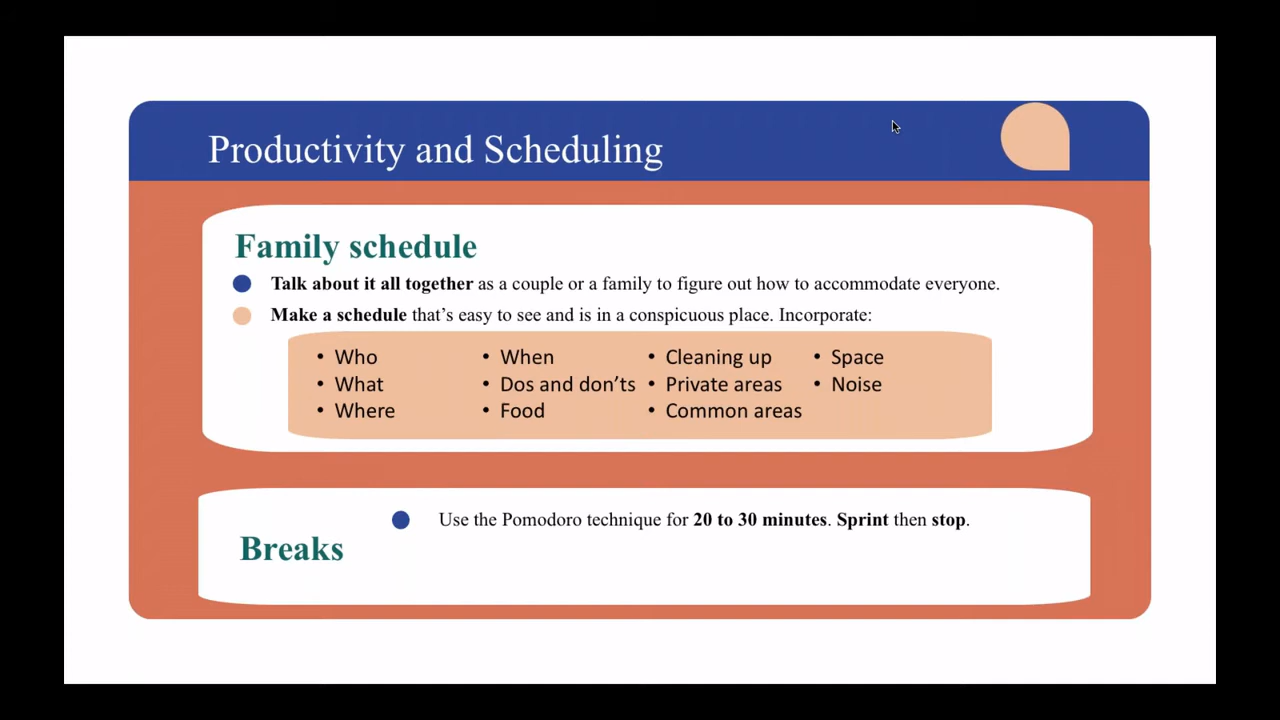 Productivity and Scheduling
Family schedule
Talk about it all together as a couple or a family to figure out how to accommodate everyone.
Make a schedule that’s easy to see and is in a conspicuous place. Incorporate:
• Who
• What
• Where
• When
• Dos and don’ts
• Food
• Cleaning up
• Private areas
• Common areas
• Space
• Noise
Breaks
Use the Pomodoro technique for 20 to 30 minutes. Sprint then stop.